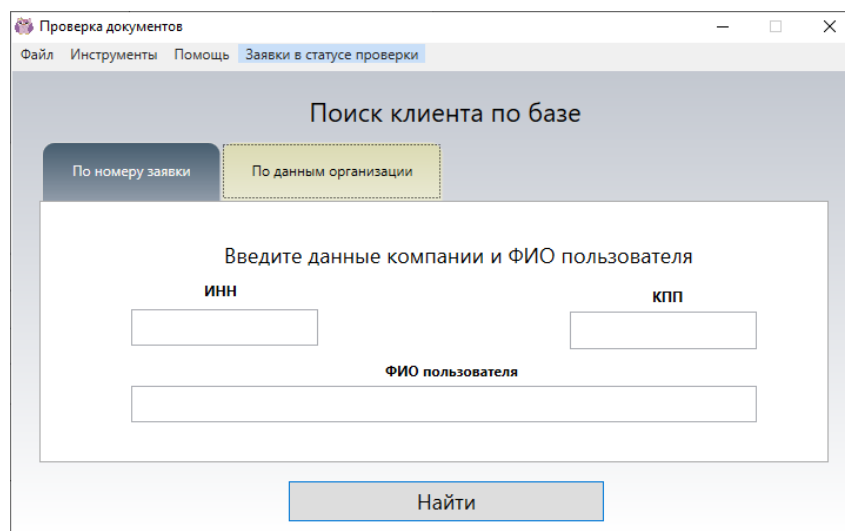 Проверка документов
Файл Инструменты Помощь Заявки в статусе проверки
Поиск клиента по базе
По номеру заявки По данным организации
Введите данные компании и ФИО пользователя
ИНН КПП
ФИО пользователя
Найти